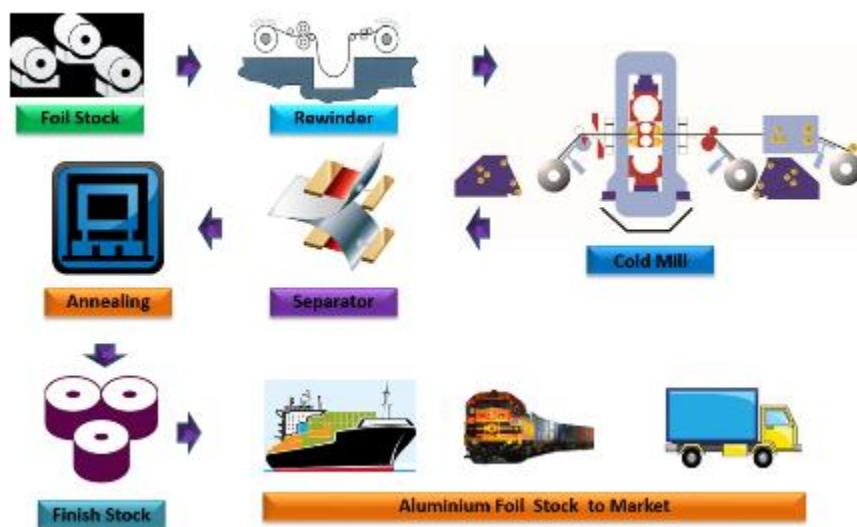 Foil Stock
Rewinder
Cold Mill
Annealing
Separator
Finish Stock
Aluminium Foil Stock to Market